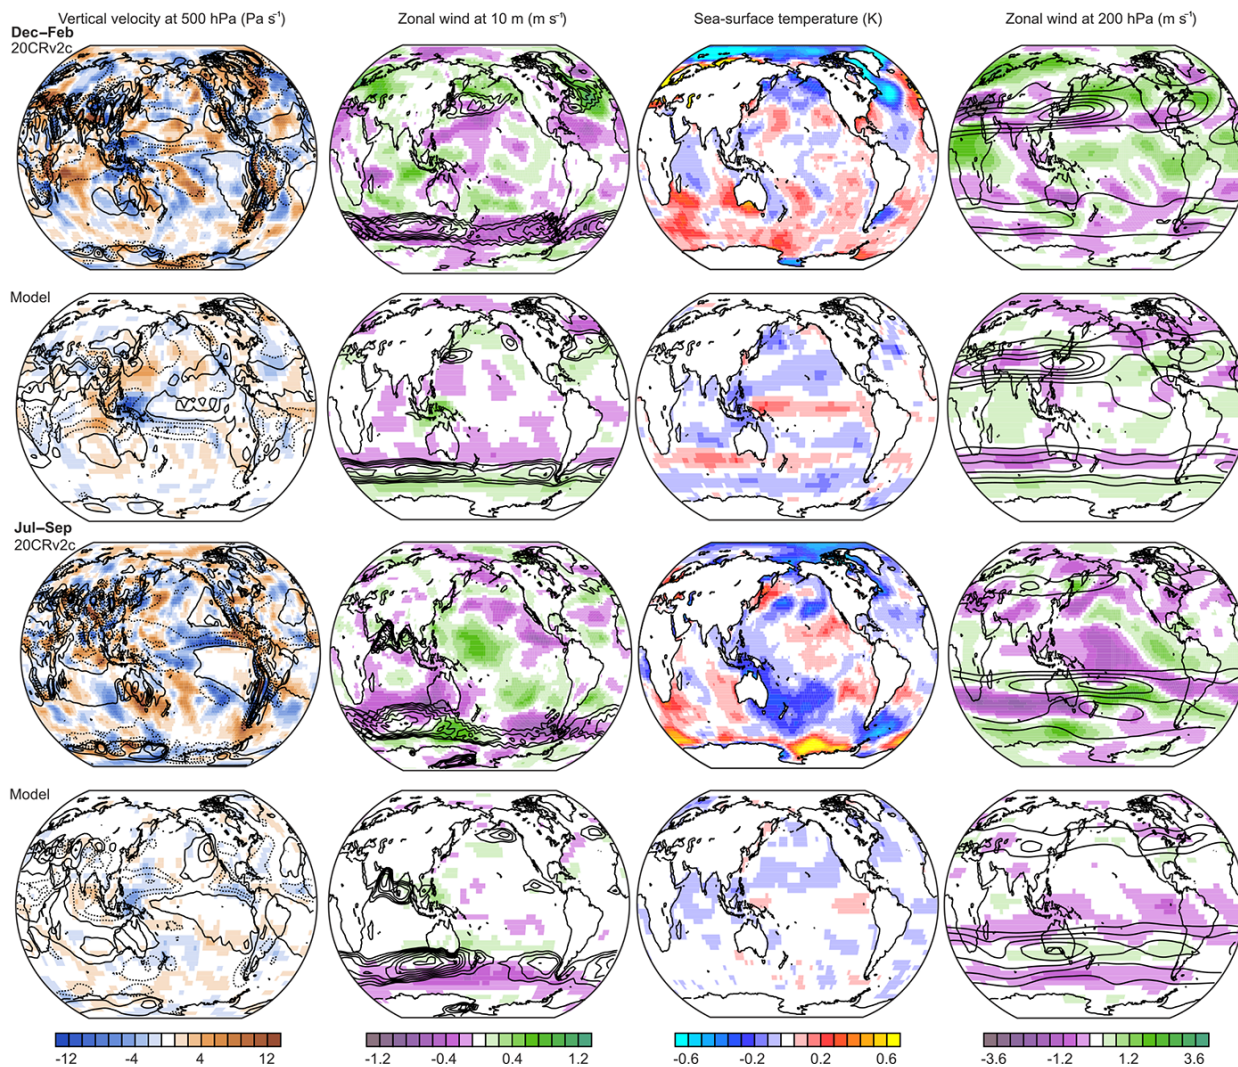 Vertical velocity at 500 hPa (Pa s⁻¹) Zonal wind at 10 m (m s⁻¹) Sea-surface temperature (K) Zonal wind at 200 hPa (m s⁻¹)
Dec–Feb
20CRv2c
Model
Jul–Sep
20CRv2c
Model
-12 -4 4 12 -1.2 -0.4 0.4 1.2 -0.6 -0.2 0.2 0.6 -3.6 -1.2 1.2 3.6